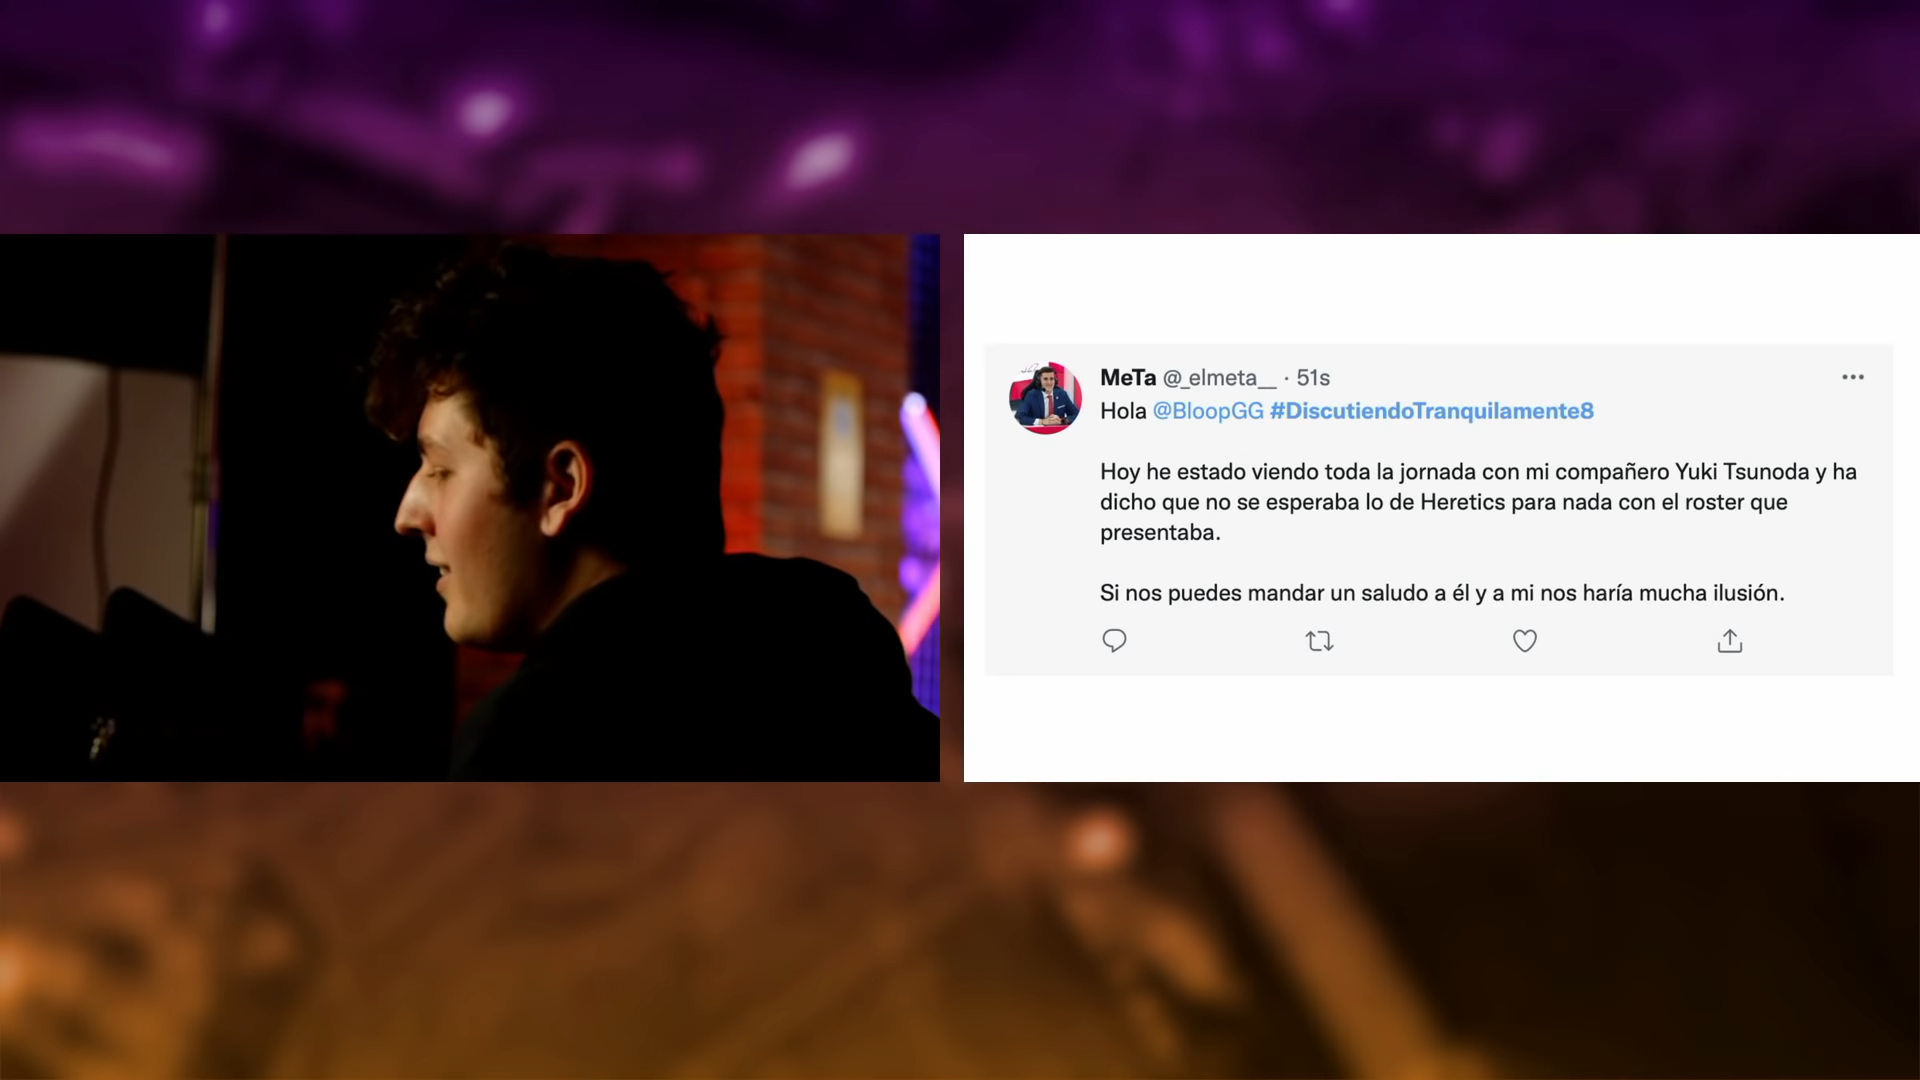 MeTa @_elmeta__ · 51s
Hola @BloopGG #DiscutiendoTranquilamente8
Hoy he estado viendo toda la jornada con mi compañero Yuki Tsunoda y ha
dicho que no se esperaba lo de Heretics para nada con el roster que
presentaba.
Si nos puedes mandar un saludo a él y a mi nos haría mucha ilusión.